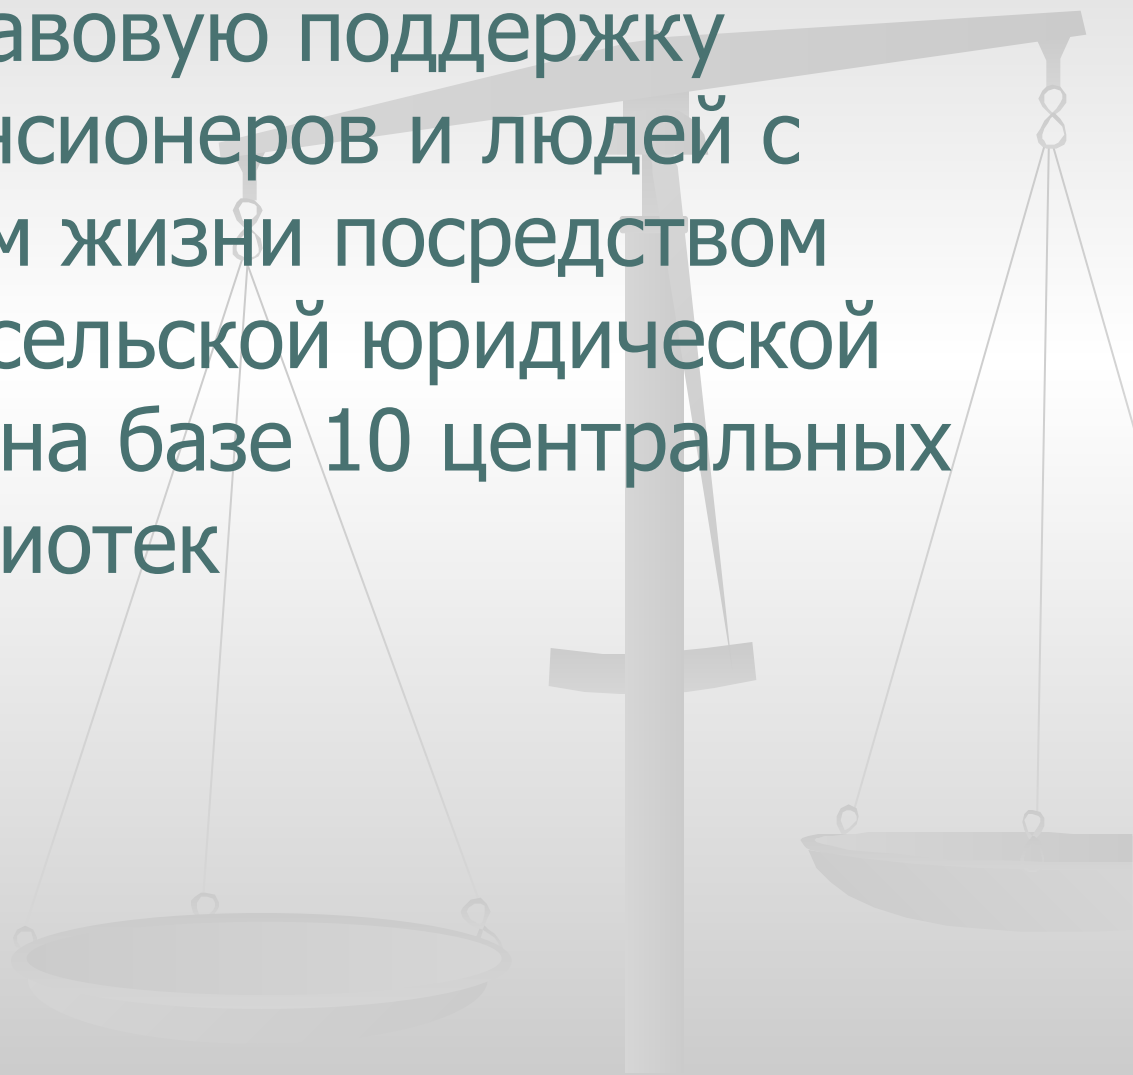 авовую поддержку
нсионеров и людей с
м жизни посредством
сельской юридической
на базе 10 центральных
иотек